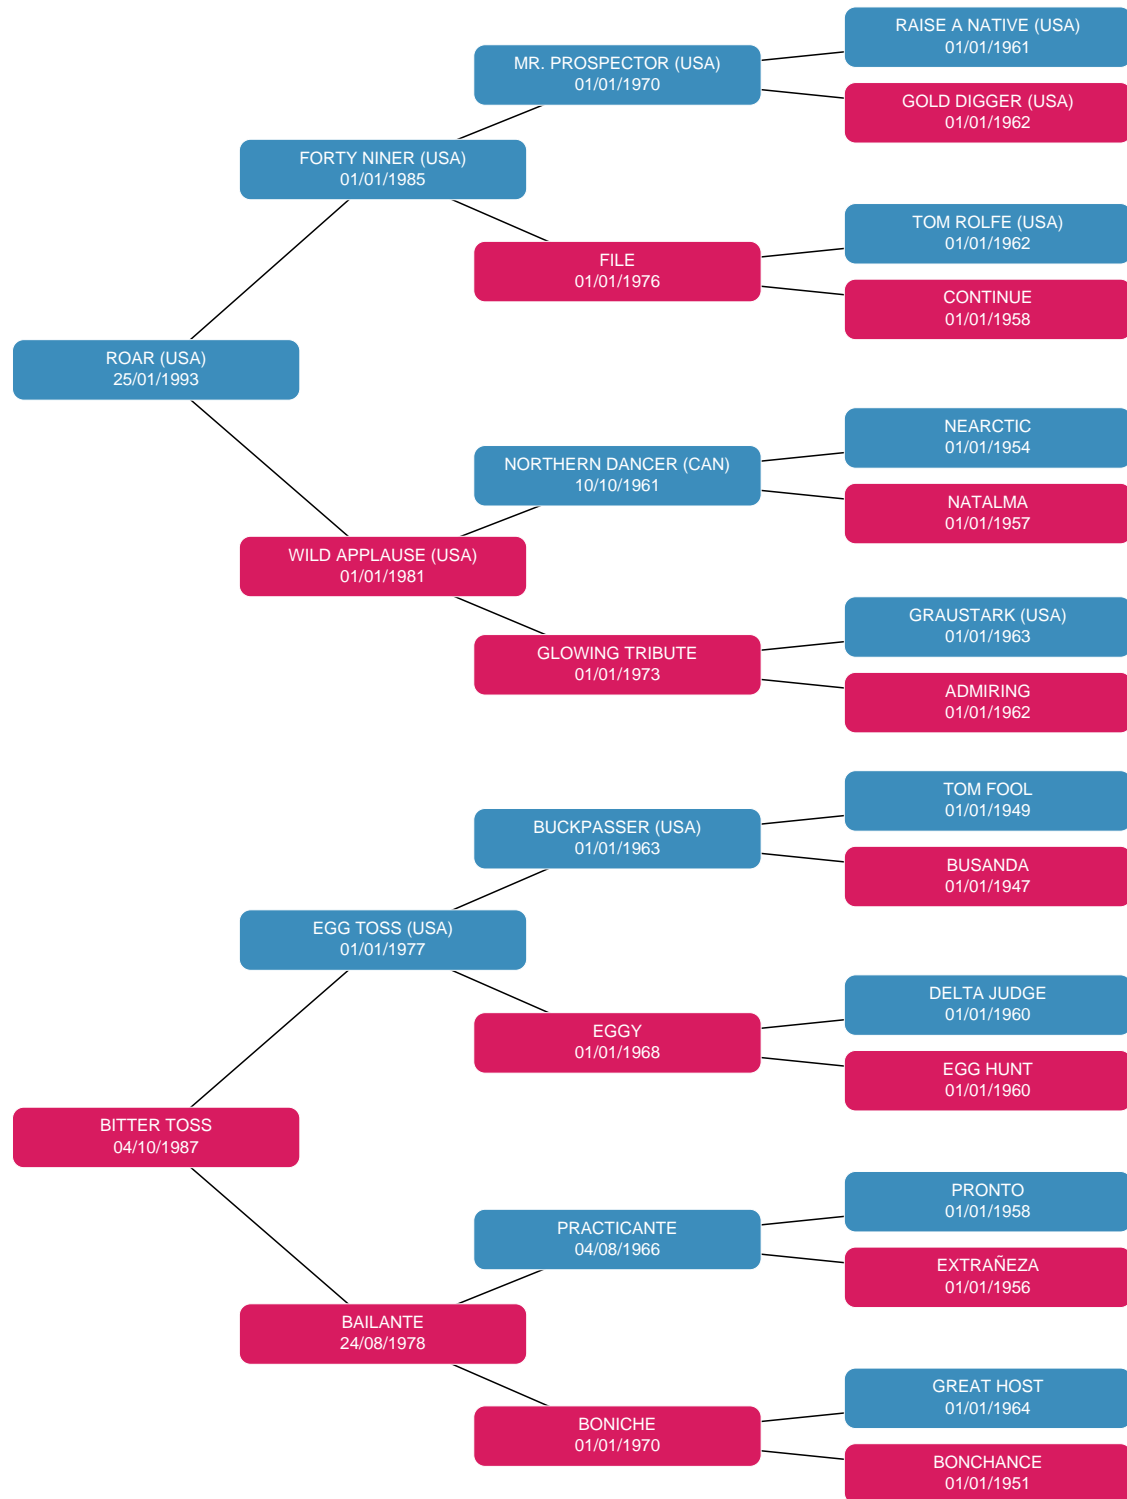 RAISE A NATIVE (USA)
01/01/1961
MR. PROSPECTOR (USA)
01/01/1970
GOLD DIGGER (USA)
01/01/1962
FORTY NINER (USA)
01/01/1985
TOM ROLFE (USA)
01/01/1962
FILE
01/01/1976
CONTINUE
01/01/1958
ROAR (USA)
25/01/1993
NEARCTIC
01/01/1954
NORTHERN DANCER (CAN)
10/10/1961
NATALMA
01/01/1957
WILD APPLAUSE (USA)
01/01/1981
GRAUSTARK (USA)
01/01/1963
GLOWING TRIBUTE
01/01/1973
ADMIRING
01/01/1962
TOM FOOL
01/01/1949
BUCKPASSER (USA)
01/01/1963
BUSANDA
01/01/1947
EGG TOSS (USA)
01/01/1977
DELTA JUDGE
01/01/1960
EGGY
01/01/1968
EGG HUNT
01/01/1960
BITTER TOSS
04/10/1987
PRONTO
01/01/1958
PRACTICANTE
04/08/1966
EXTRAÑEZA
01/01/1956
BAILANTE
24/08/1978
GREAT HOST
01/01/1964
BONICHE
01/01/1970
BONCHANCE
01/01/1951